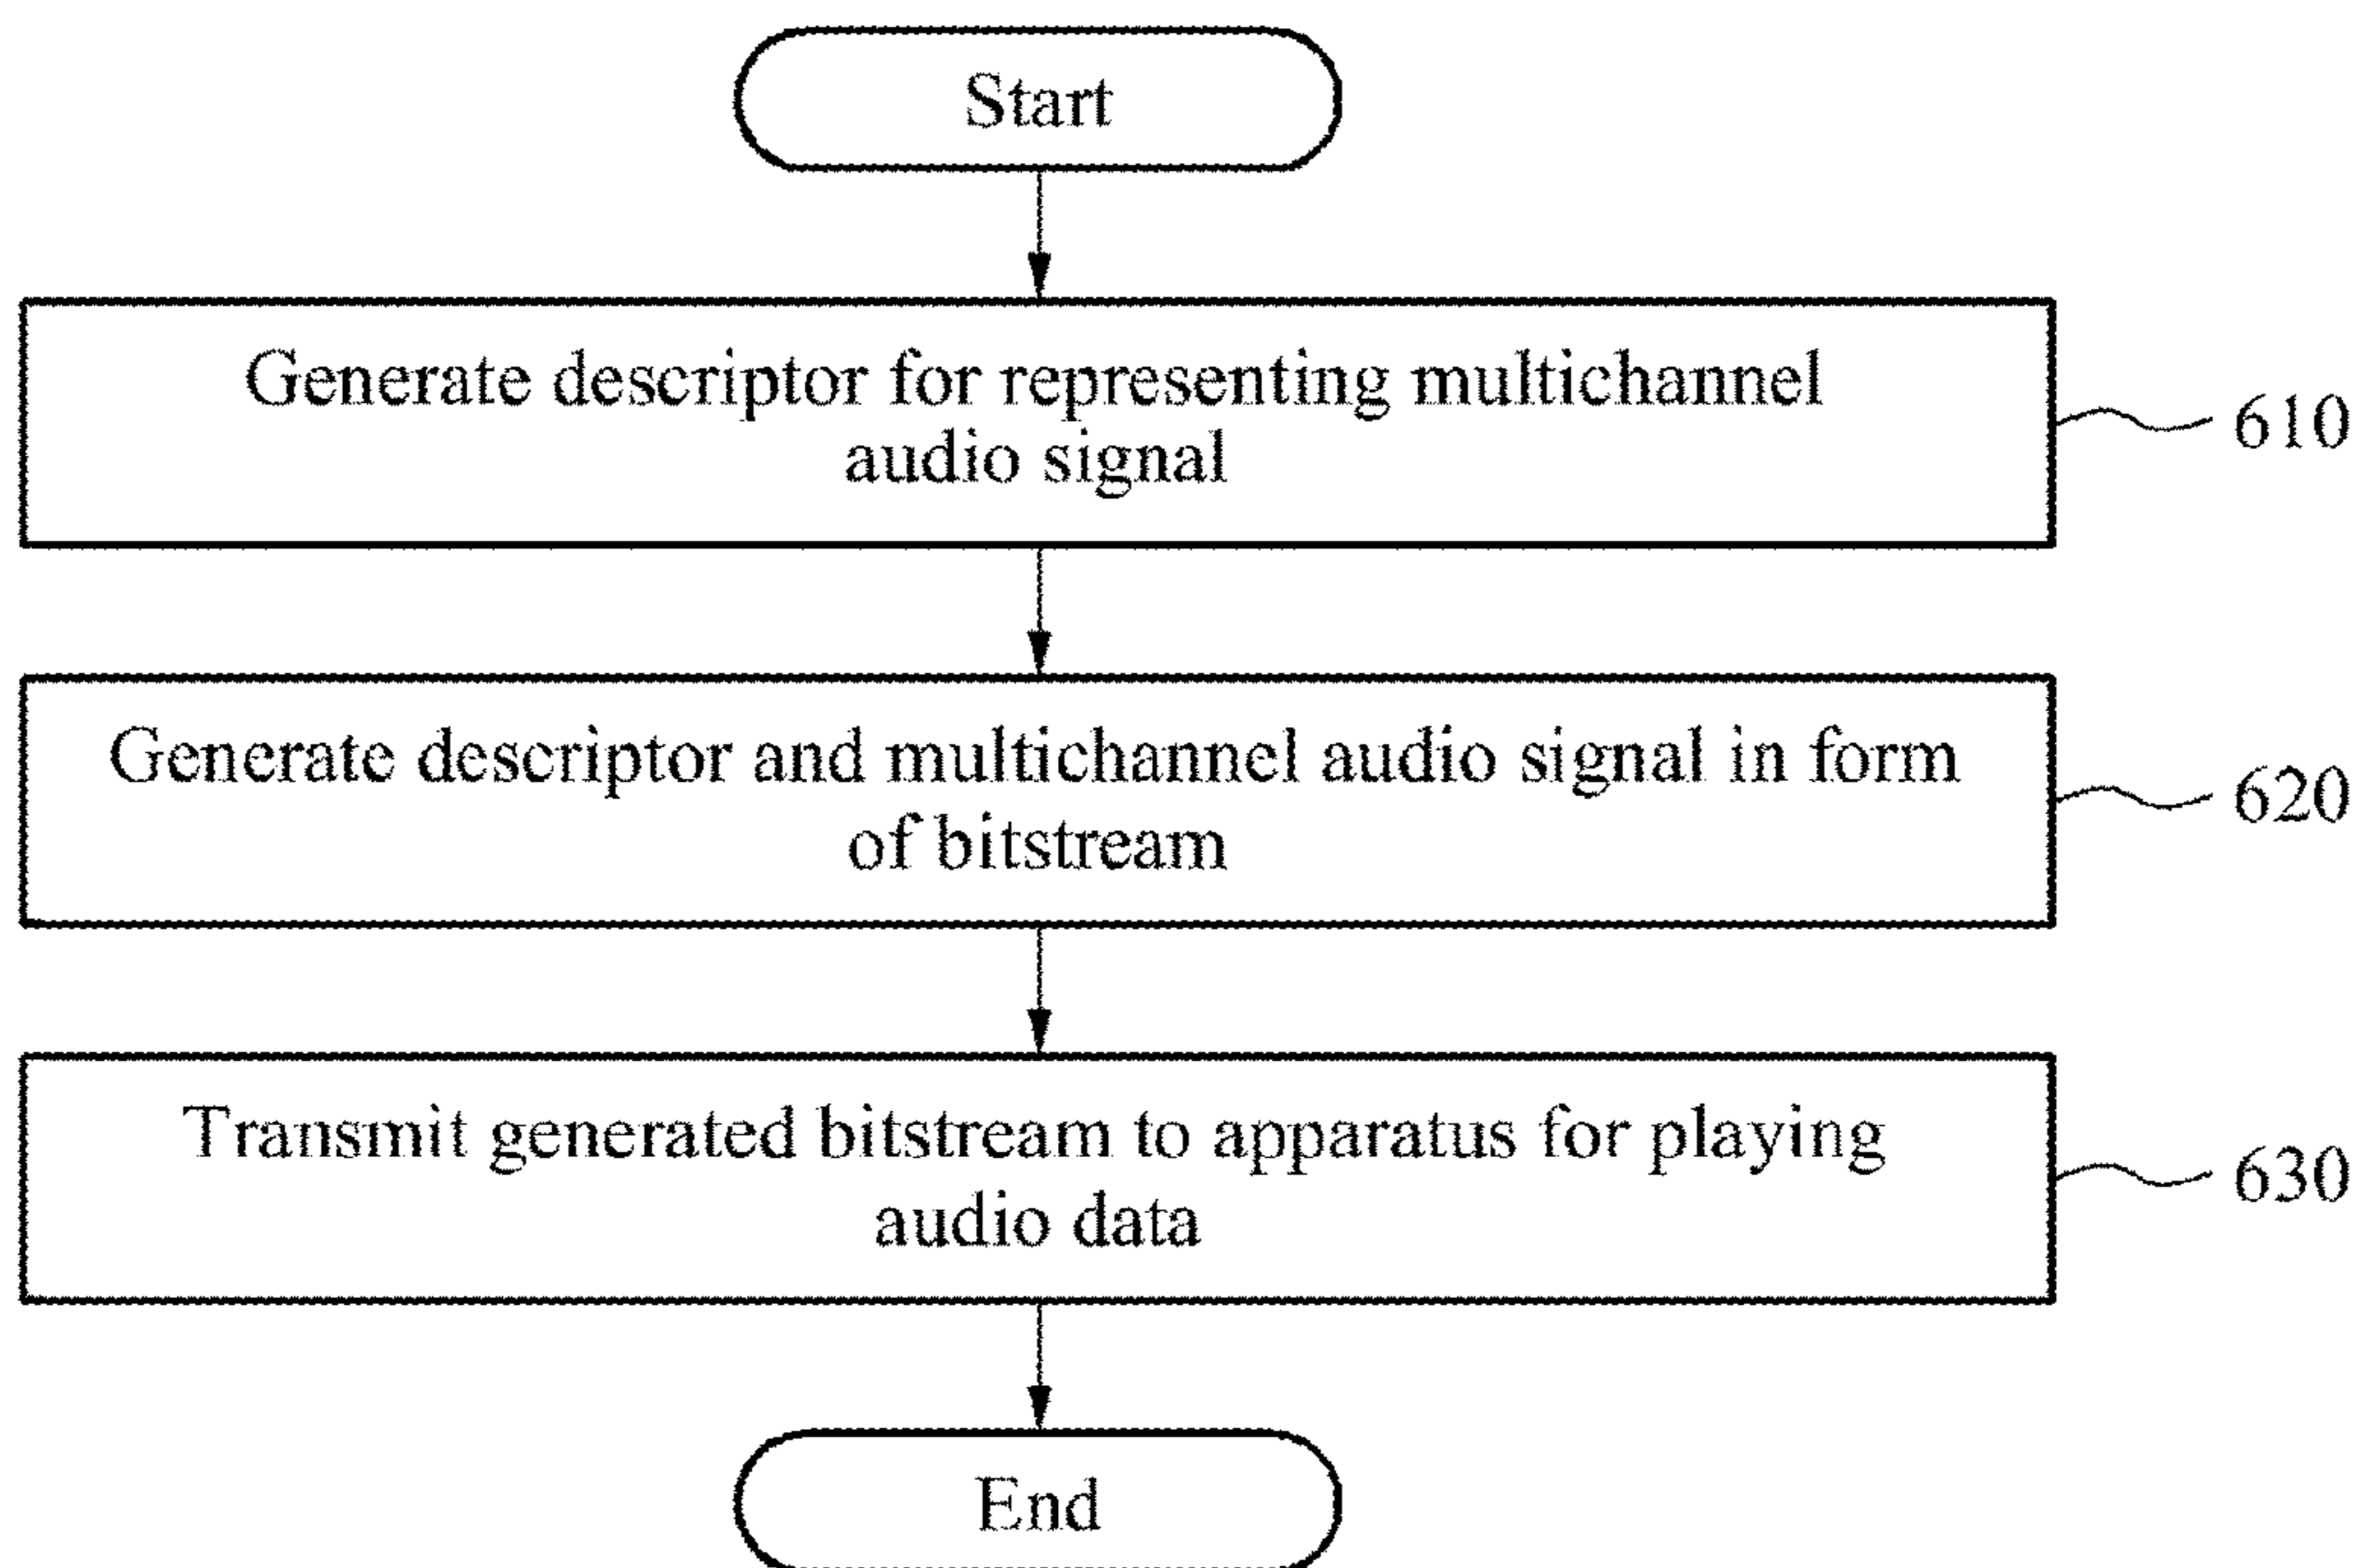 Start
Generate descriptor for representing multichannel
audio signal
610
Generate descriptor and multichannel audio signal in form
of bitstream
620
Transmit generated bitstream to apparatus for playing
audio data
630
End